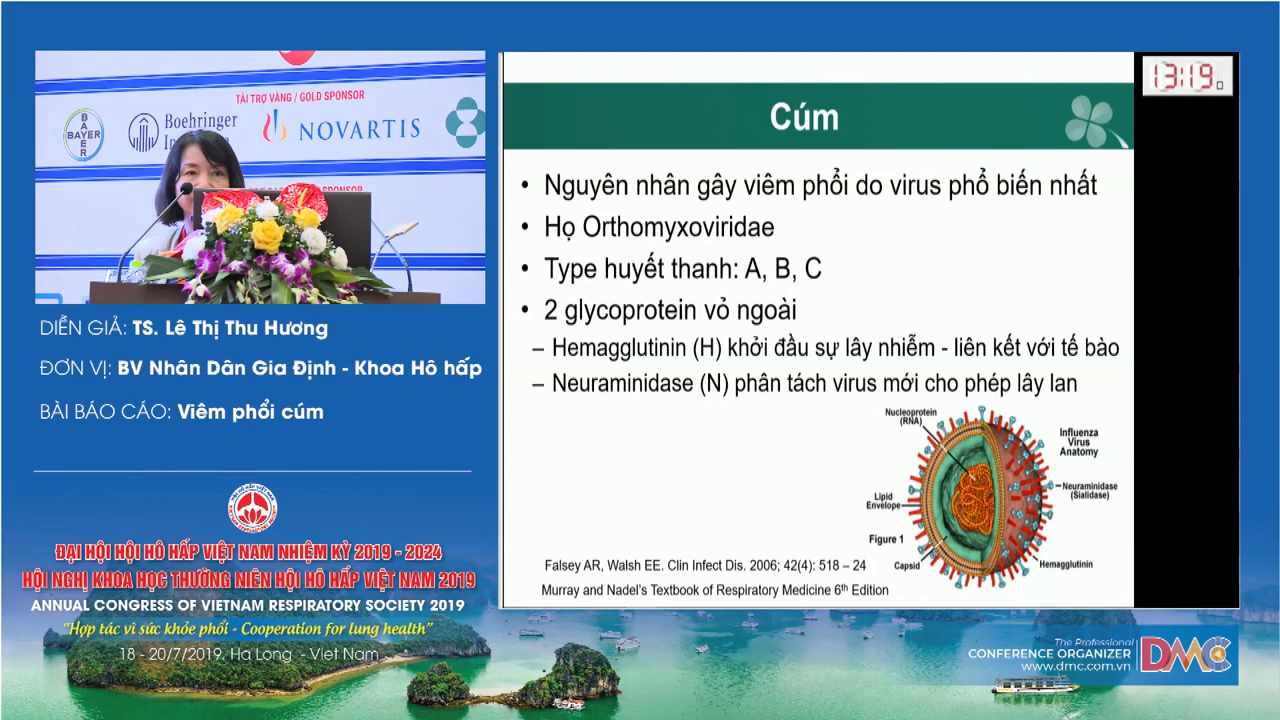 TÀI TRỢ VÀNG / GOLD SPONSOR
BAYER
BAYER
Boehringer
NOVARTIS
SPONSOR
DIỄN GIẢ: TS. Lê Thị Thu Hương
ĐƠN VỊ: BV Nhân Dân Gia Định - Khoa Hô hấp
BÀI BÁO CÁO: Viêm phổi cúm
ĐẠI HỘI HỘI HÔ HẤP VIỆT NAM NHIỆM KỲ 2019 - 2024
HỘI NGHỊ KHOA HỌC THƯỜNG NIÊN HỘI HÔ HẤP VIỆT NAM 2019
ANNUAL CONGRESS OF VIETNAM RESPIRATORY SOCIETY 2019
“Hợp tác vì sức khỏe phổi - Cooperation for lung health”
18 - 20/7/2019. Ha Long - Viet Nam
Cúm
• Nguyên nhân gây viêm phổi do virus phổ biến nhất
• Họ Orthomyxoviridae
• Type huyết thanh: A, B, C
• 2 glycoprotein vỏ ngoài
– Hemagglutinin (H) khởi đầu sự lây nhiễm - liên kết với tế bào
– Neuraminidase (N) phân tách virus mới cho phép lây lan
Nucleoprotein
(RNA)
Influenza
Virus
Anatomy
Neuraminidase
(Sialidase)
Lipid
Envelope
Figure 1
Capsid
Hemagglutinin
Falsey AR, Walsh EE. Clin Infect Dis. 2006; 42(4): 518 – 24
Murray and Nadel’s Textbook of Respiratory Medicine 6th Edition
13:19
The Professional
CONFERENCE ORGANIZER
www.dmc.com.vn
DMC